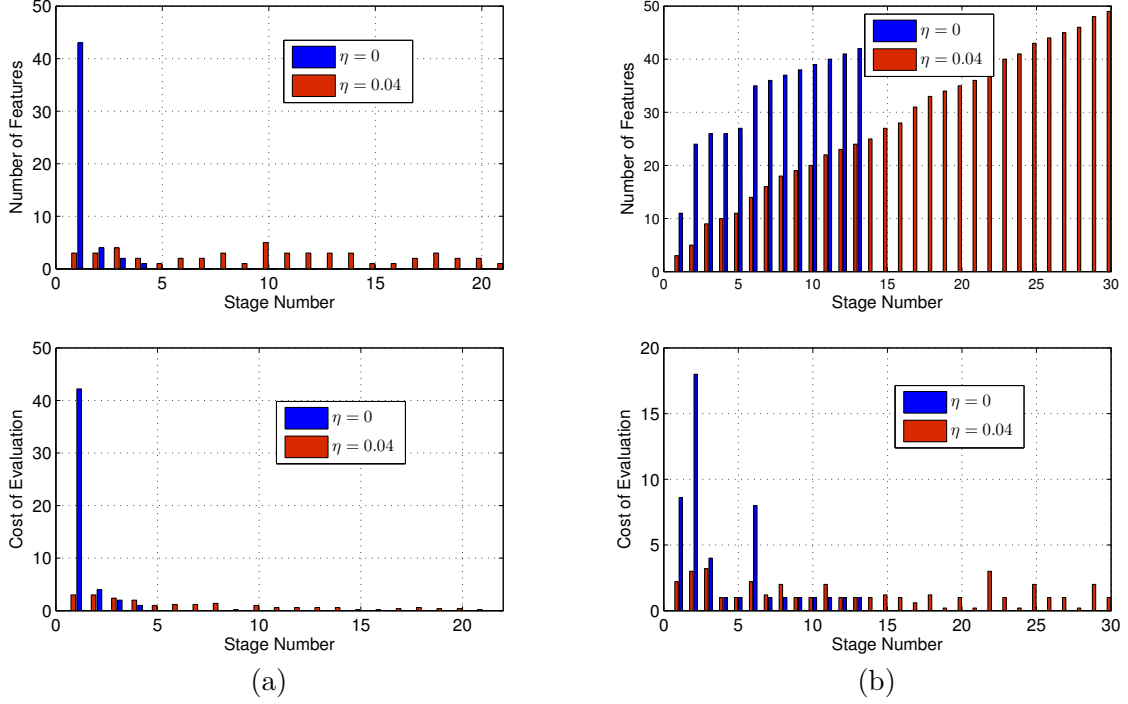 50
40
30
20
10
0
Number of Features
η = 0
η = 0.04
0 5 10 15 20
Stage Number
50
40
30
20
10
0
Cost of Evaluation
η = 0
η = 0.04
0 5 10 15 20
Stage Number
(a)
50
40
30
20
10
0
Number of Features
η = 0
η = 0.04
0 5 10 15 20 25 30
Stage Number
20
15
10
5
0
Cost of Evaluation
η = 0
η = 0.04
0 5 10 15 20 25 30
Stage Number
(b)